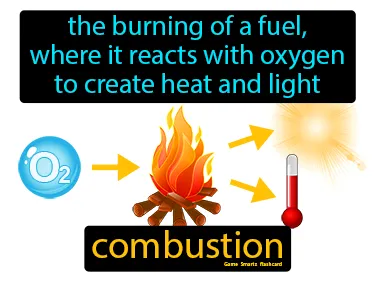 the burning of a fuel,
where it reacts with oxygen
to create heat and light
O2
combustion
Game Smartz flashcard